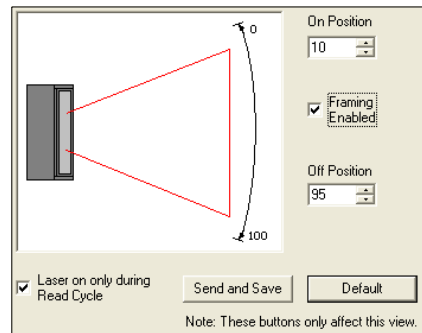 On Position
0
10
Framing
Enabled
Off Position
95
100
Laser on only during
Read Cycle
Send and Save
Default
Note: These buttons only affect this view.